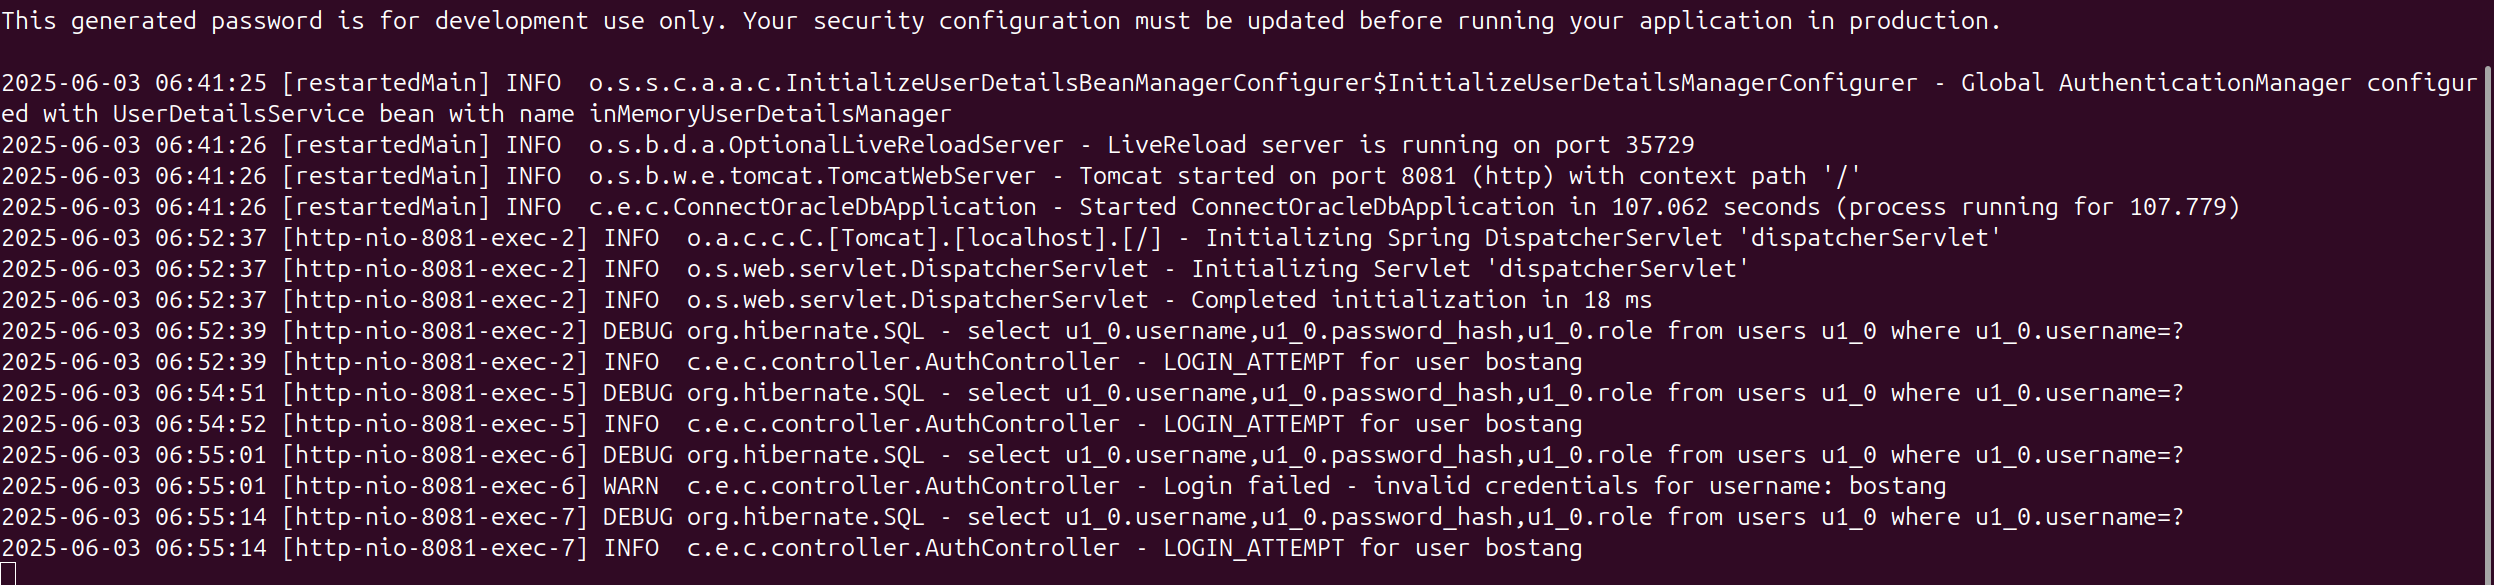 This generated password is for development use only. Your security configuration must be updated before running your application in production.
2025-06-03 06:41:25 [restartedMain] INFO  o.s.s.c.a.a.c.InitializeUserDetailsBeanManagerConfigurer$InitializeUserDetailsManagerConfigurer - Global AuthenticationManager configur
ed with UserDetailsService bean with name inMemoryUserDetailsManager
2025-06-03 06:41:26 [restartedMain] INFO  o.s.b.d.a.OptionalLiveReloadServer - LiveReload server is running on port 35729
2025-06-03 06:41:26 [restartedMain] INFO  o.s.b.w.e.tomcat.TomcatWebServer - Tomcat started on port 8081 (http) with context path '/'
2025-06-03 06:41:26 [restartedMain] INFO  c.e.c.ConnectOracleDbApplication - Started ConnectOracleDbApplication in 107.062 seconds (process running for 107.779)
2025-06-03 06:52:37 [http-nio-8081-exec-2] INFO  o.a.c.c.C.[Tomcat].[localhost].[/] - Initializing Spring DispatcherServlet 'dispatcherServlet'
2025-06-03 06:52:37 [http-nio-8081-exec-2] INFO  o.s.web.servlet.DispatcherServlet - Initializing Servlet 'dispatcherServlet'
2025-06-03 06:52:37 [http-nio-8081-exec-2] INFO  o.s.web.servlet.DispatcherServlet - Completed initialization in 18 ms
2025-06-03 06:52:39 [http-nio-8081-exec-2] DEBUG org.hibernate.SQL - select u1_0.username,u1_0.password_hash,u1_0.role from users u1_0 where u1_0.username=?
2025-06-03 06:52:39 [http-nio-8081-exec-2] INFO  c.e.c.controller.AuthController - LOGIN_ATTEMPT for user bostang
2025-06-03 06:54:51 [http-nio-8081-exec-5] DEBUG org.hibernate.SQL - select u1_0.username,u1_0.password_hash,u1_0.role from users u1_0 where u1_0.username=?
2025-06-03 06:54:52 [http-nio-8081-exec-5] INFO  c.e.c.controller.AuthController - LOGIN_ATTEMPT for user bostang
2025-06-03 06:55:01 [http-nio-8081-exec-6] DEBUG org.hibernate.SQL - select u1_0.username,u1_0.password_hash,u1_0.role from users u1_0 where u1_0.username=?
2025-06-03 06:55:01 [http-nio-8081-exec-6] WARN  c.e.c.controller.AuthController - Login failed - invalid credentials for username: bostang
2025-06-03 06:55:14 [http-nio-8081-exec-7] DEBUG org.hibernate.SQL - select u1_0.username,u1_0.password_hash,u1_0.role from users u1_0 where u1_0.username=?
2025-06-03 06:55:14 [http-nio-8081-exec-7] INFO  c.e.c.controller.AuthController - LOGIN_ATTEMPT for user bostang